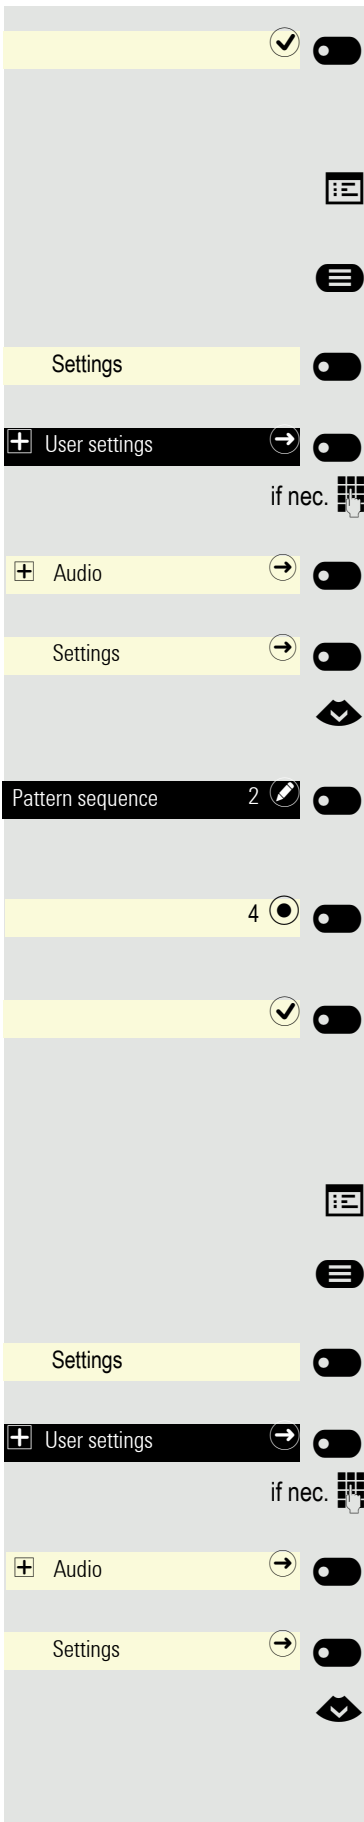 Settings
User settings
if nec.
Audio
Settings
Pattern sequence 2
4
Settings
User settings
if nec.
Audio
Settings